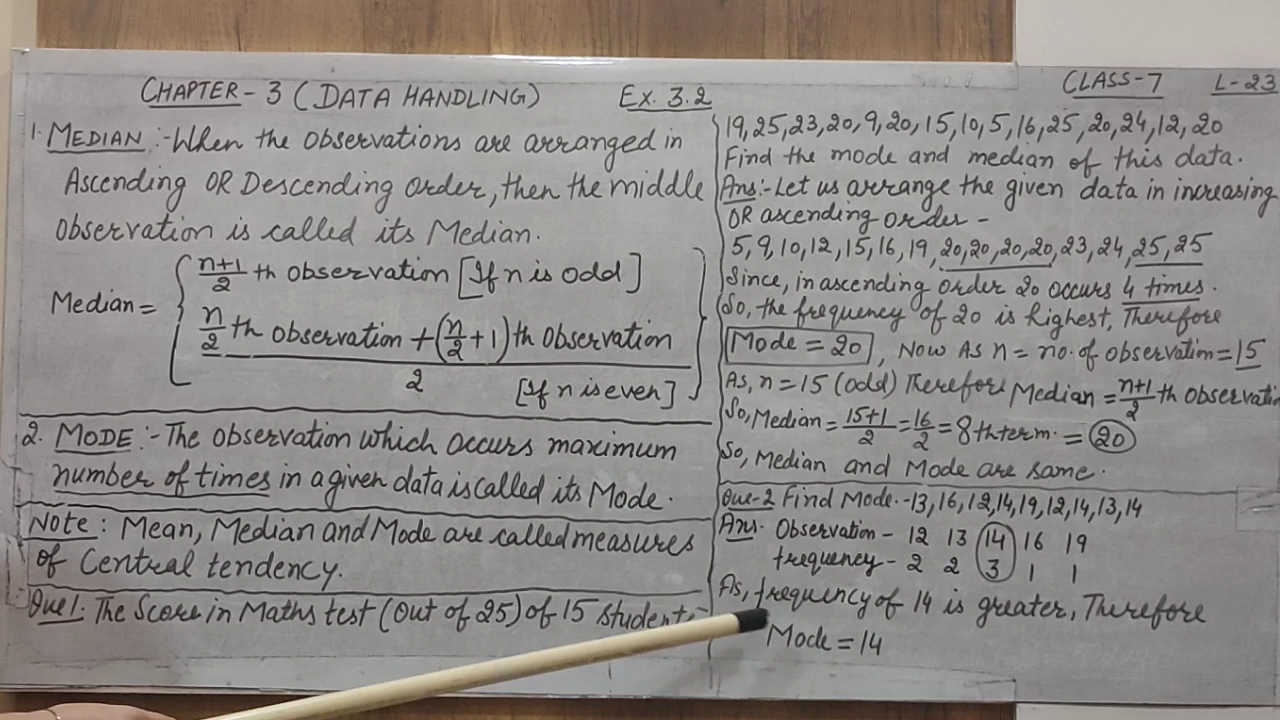 CHAPTER-3 (DATA HANDLING) Ex. 3.2
1. MEDIAN :- When the observations are arranged in
Ascending OR Descending order, then the middle
Observation is called its Median.
Median = { n+1/2 th observation [If n is odd]
n/2 th observation + (n/2 + 1) th observation / 2
[If n is even] }
2. MODE :- The observation which occurs maximum
number of times in a given data is called its Mode.
Note : Mean, Median and Mode are called measures
of Central tendency.
Que 1. The Score in Maths test (Out of 25) of 15 students
CLASS-7 L-23
19,25,23,20,9,20,15,10,5,16,25,20,24,12,20
Find the mode and median of this data.
Ans:- Let us arrange the given data in increasing
OR ascending order -
5,9,10,12,15,16,19,20,20,20,20,23,24,25,25
Since, in ascending order 20 occurs 4 times.
So, the frequency of 20 is highest, Therefore
Mode = 20, Now As n = no. of observation = 15
As, n = 15 (odd) Therefore Median = n+1/2 th observation
So, Median = 15+1/2 = 16/2 = 8th term. = 20
So, Median and Mode are same.
Que-2 Find Mode.-13,16,12,14,19,12,14,13,14
Ans. Observation - 12 13 14 16 19
frequency - 2 2 3 1 1
As, frequency of 14 is greater, Therefore
Mode = 14